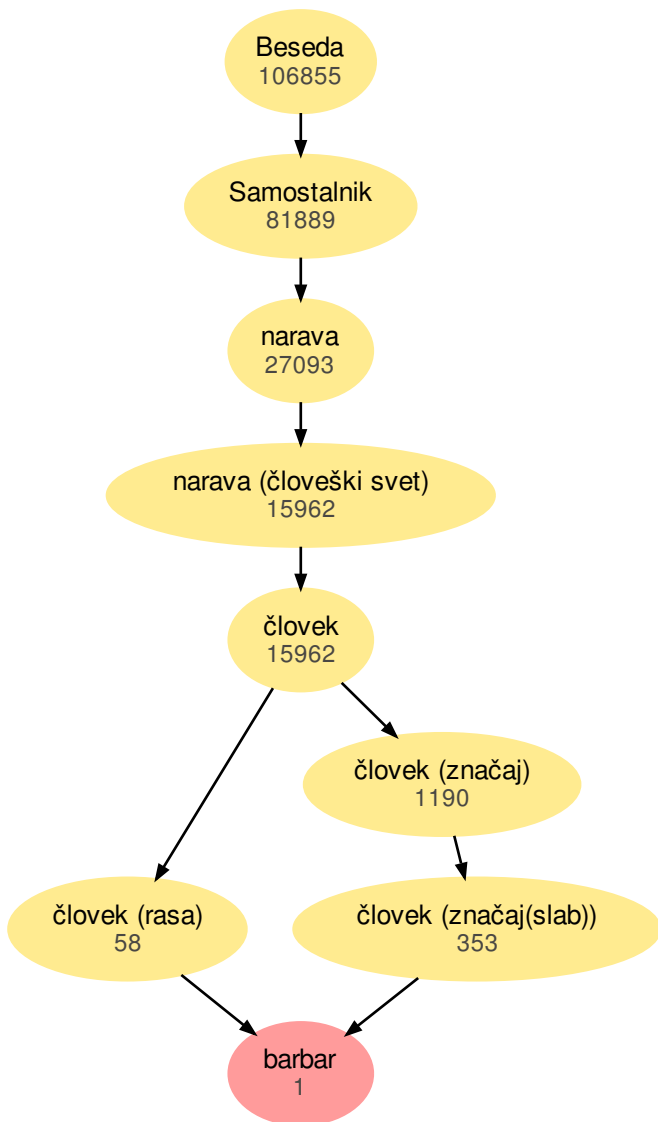 Beseda
106855
Samostalnik
81889
narava
27093
narava (človeški svet)
15962
človek
15962
človek (značaj)
1190
človek (rasa)
58
človek (značaj(slab))
353
barbar
1